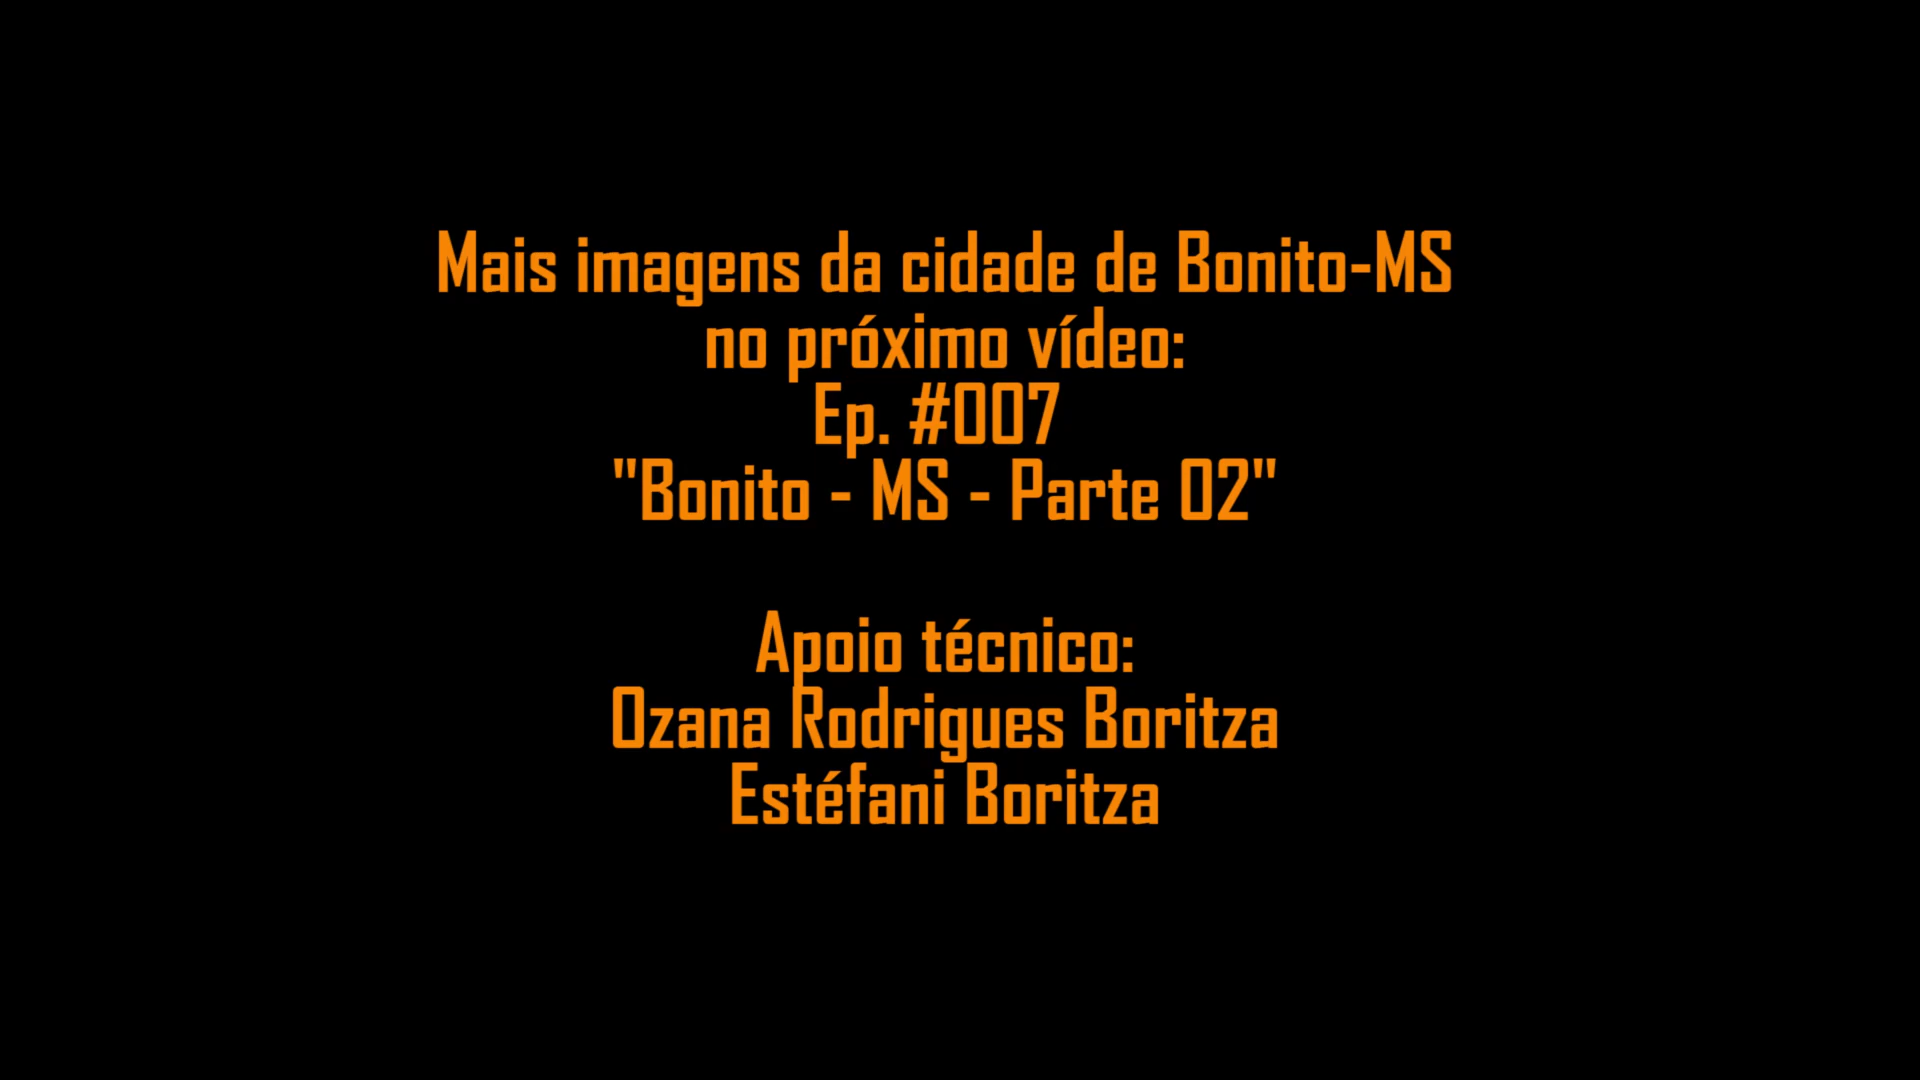 Mais imagens da cidade de Bonito-MS
no próximo vídeo:
Ep. #007
"Bonito - MS - Parte 02"
Apoio técnico:
Ozana Rodrigues Boritza
Estéfani Boritza